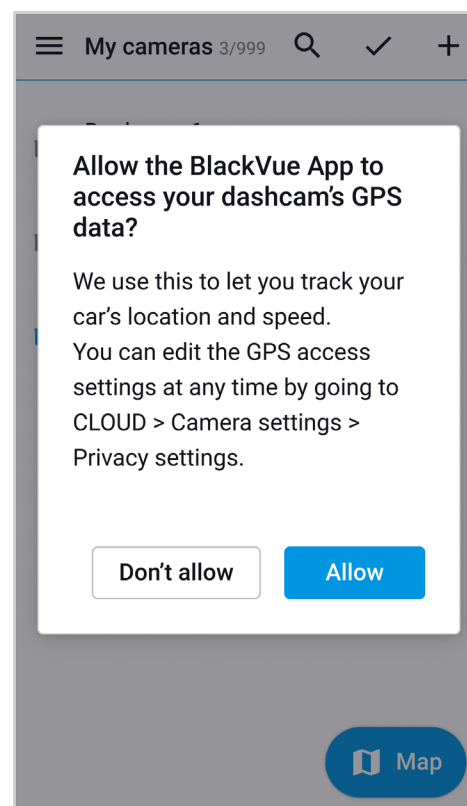 My cameras 3/999
Allow the BlackVue App to
access your dashcam's GPS
data?
We use this to let you track your
car's location and speed.
You can edit the GPS access
settings at any time by going to
CLOUD > Camera settings >
Privacy settings.
Don't allow
Allow
Map